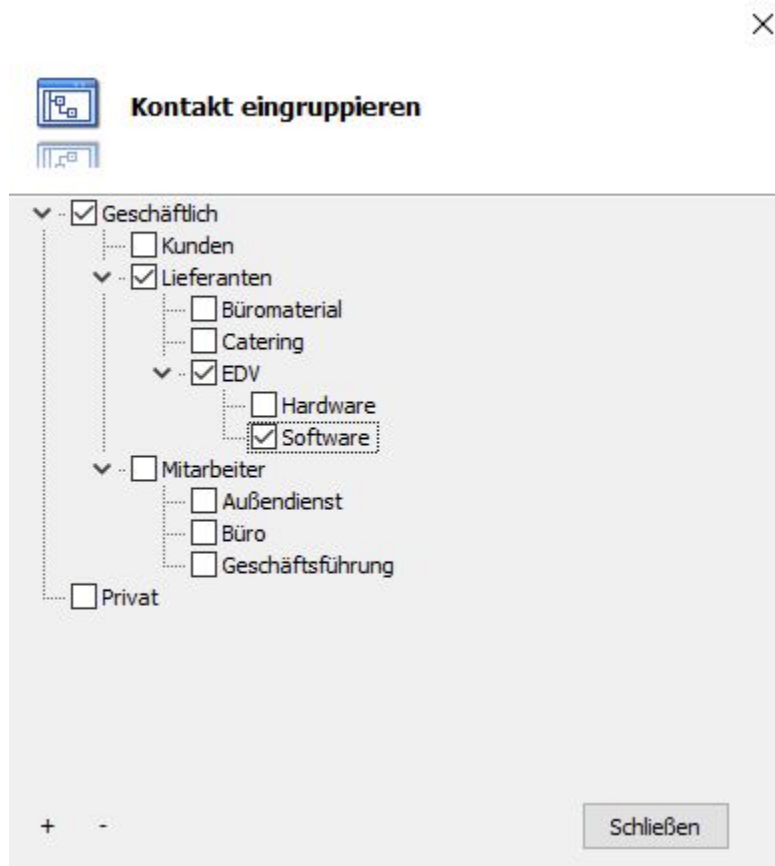 Kontakt eingruppieren
Geschäftlich
Kunden
Lieferanten
Büromaterial
Catering
EDV
Hardware
Software
Mitarbeiter
Außendienst
Büro
Geschäftsführung
Privat
+ -
Schließen